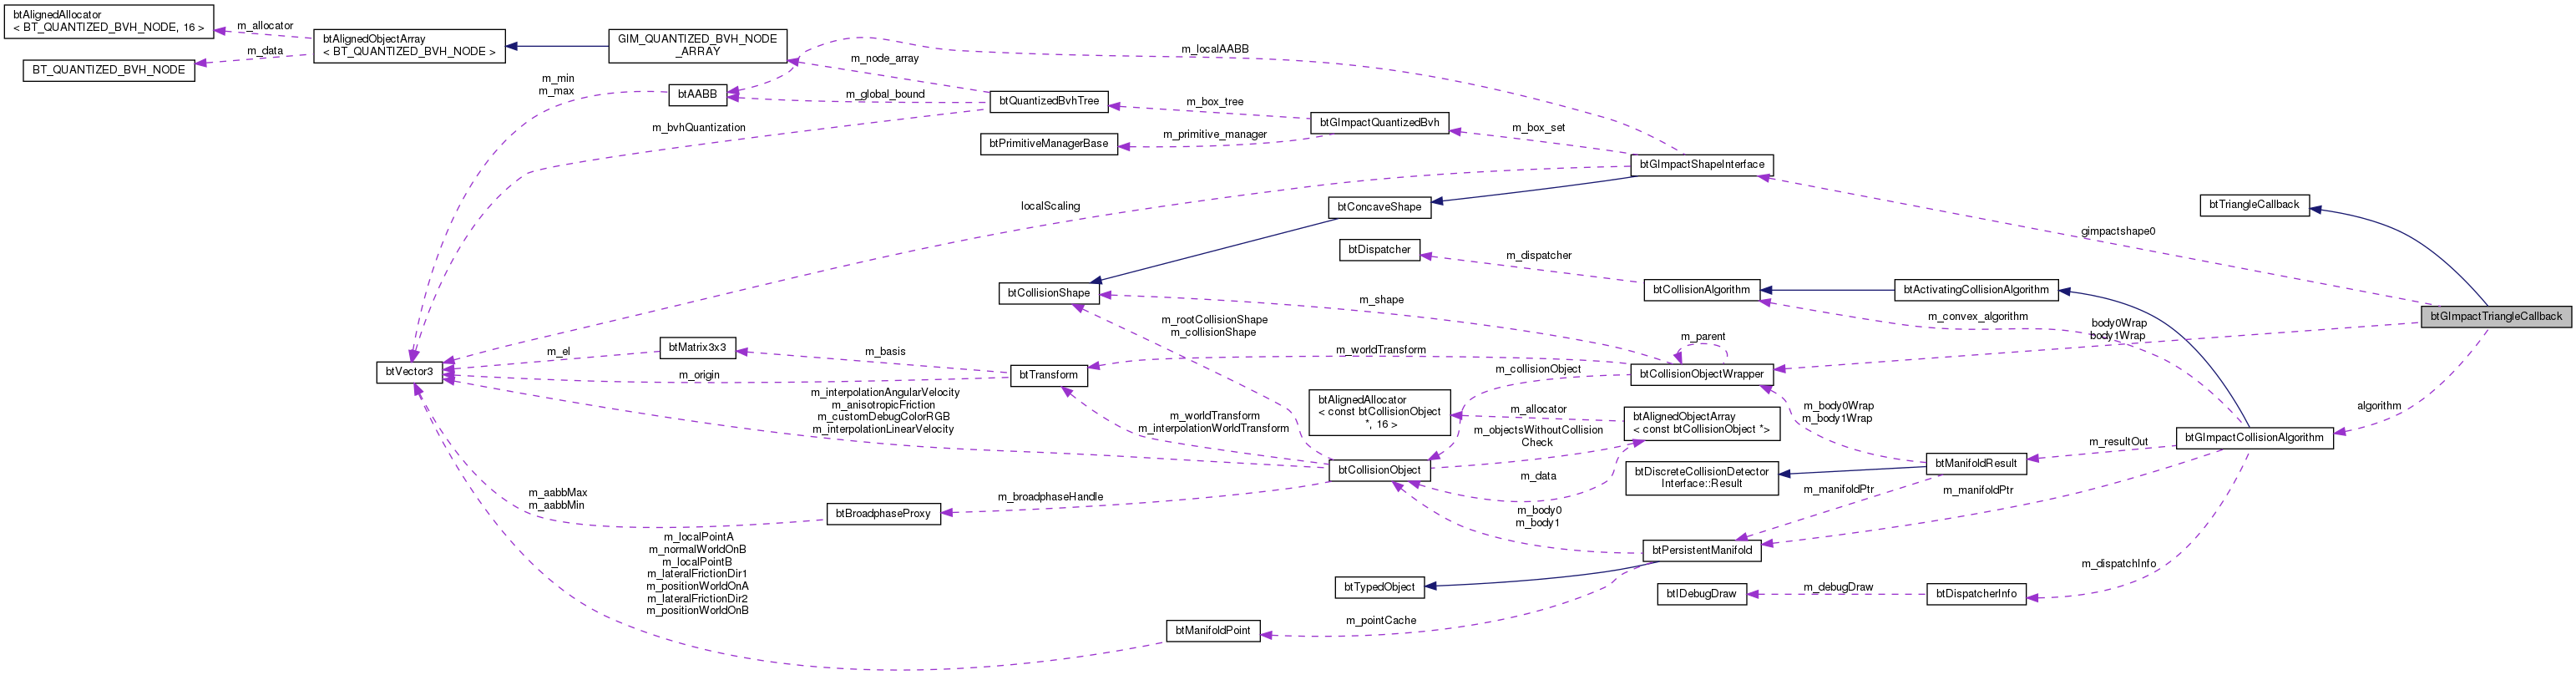 btAlignedAllocator
< BT_QUANTIZED_BVH_NODE, 16 >
m_allocator
m_data
BT_QUANTIZED_BVH_NODE
btAlignedObjectArray
< BT_QUANTIZED_BVH_NODE >
GIM_QUANTIZED_BVH_NODE
_ARRAY
m_localAABB
m_node_array
m_min
m_max
btAABB
m_global_bound
btQuantizedBvhTree
m_box_tree
m_bvhQuantization
btGImpactQuantizedBvh
m_primitive_manager
btPrimitiveManagerBase
m_box_set
btGImpactShapeInterface
localScaling
btConcaveShape
btTriangleCallback
gimpactshape0
btDispatcher
m_dispatcher
btCollisionShape
btCollisionAlgorithm
btActivatingCollisionAlgorithm
m_shape
btGImpactTriangleCallback
m_convex_algorithm
body0Wrap
body1Wrap
m_rootCollisionShape
m_collisionShape
m_parent
btMatrix3x3
m_el
m_basis
m_worldTransform
btVector3
m_origin
btTransform
m_collisionObject
btCollisionObjectWrapper
m_interpolationAngularVelocity
m_anisotropicFriction
m_customDebugColorRGB
m_interpolationLinearVelocity
m_worldTransform
m_interpolationWorldTransform
btAlignedAllocator
< const btCollisionObject
*, 16 >
m_allocator
btAlignedObjectArray
< const btCollisionObject *>
m_body0Wrap
m_body1Wrap
algorithm
m_objectsWithoutCollision
Check
btGImpactCollisionAlgorithm
m_resultOut
btCollisionObject
m_data
btDiscreteCollisionDetector
Interface::Result
btManifoldResult
m_manifoldPtr
m_manifoldPtr
m_aabbMax
m_aabbMin
btBroadphaseProxy
m_broadphaseHandle
m_body0
m_body1
m_localPointA
m_normalWorldOnB
m_localPointB
m_lateralFrictionDir1
m_positionWorldOnA
m_lateralFrictionDir2
m_positionWorldOnB
btPersistentManifold
m_dispatchInfo
btTypedObject
btIDebugDraw
m_debugDraw
btDispatcherInfo
btManifoldPoint
m_pointCache